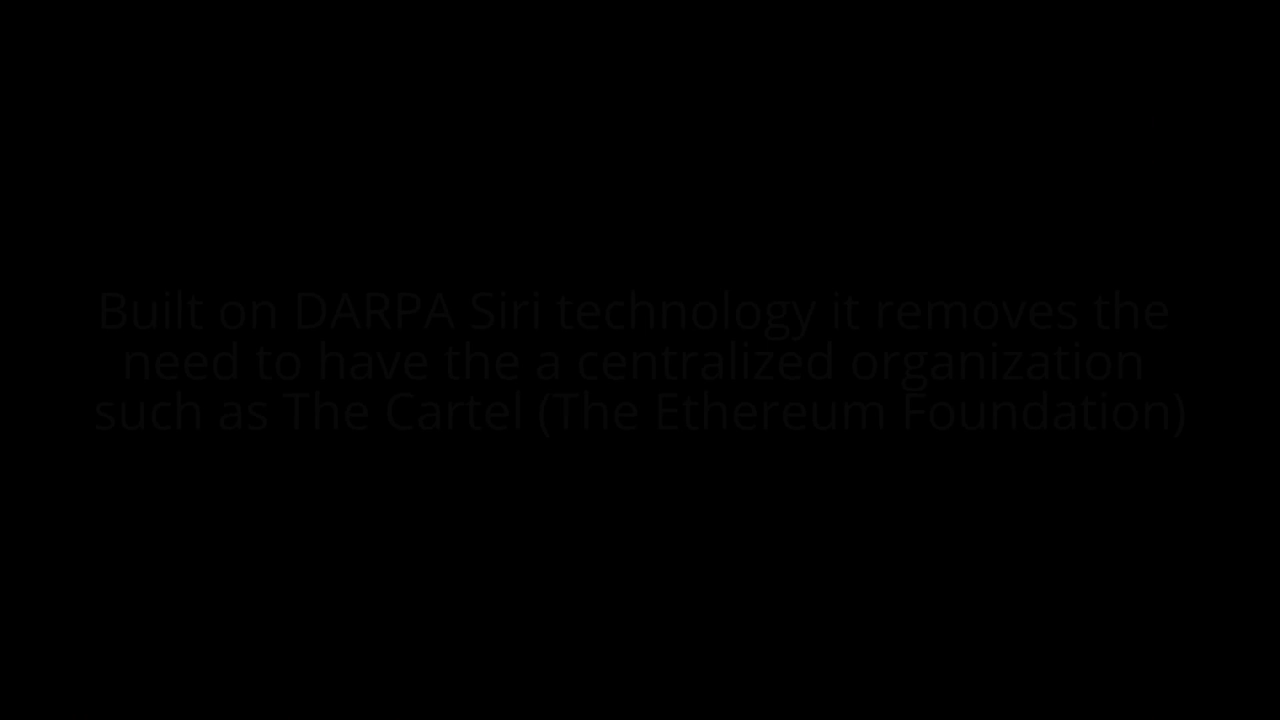 Built on DARPA Siri technology it removes the
need to have the a centralized organization
such as The Cartel (The Ethereum Foundation)